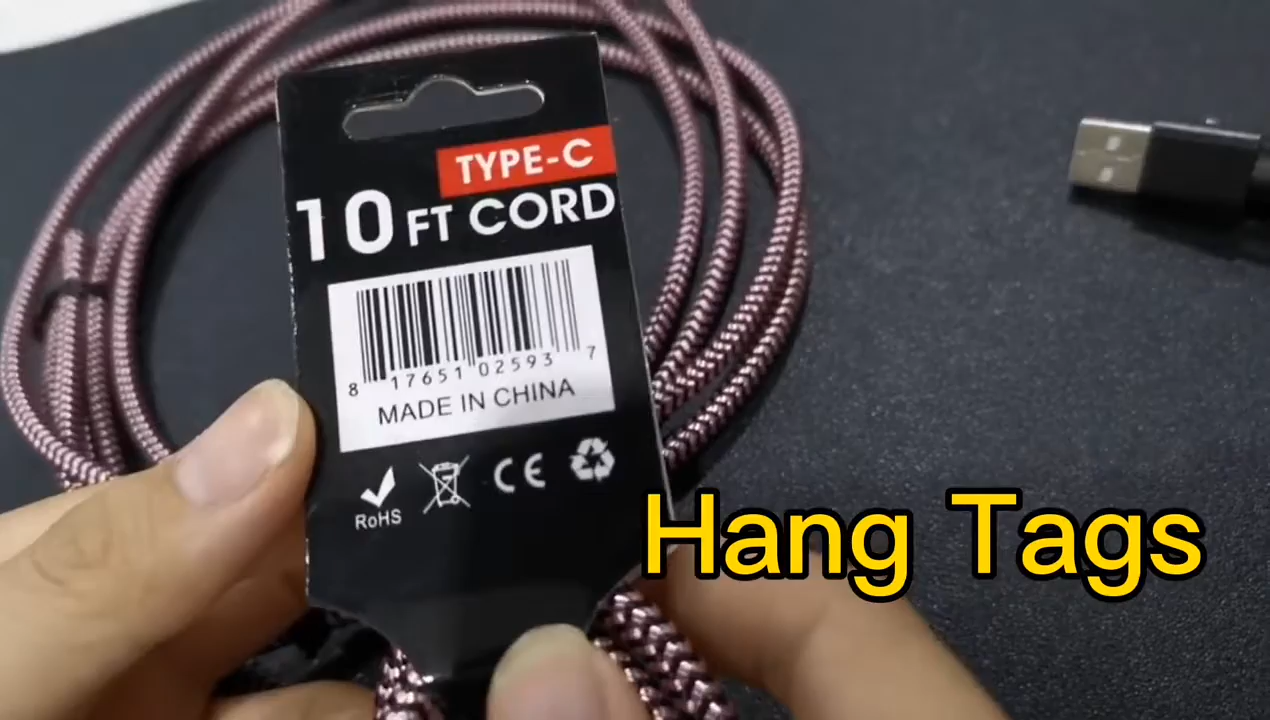 TYPE-C
10 FT CORD
8 17651 02593 7
MADE IN CHINA
RoHS
CE
Hang Tags